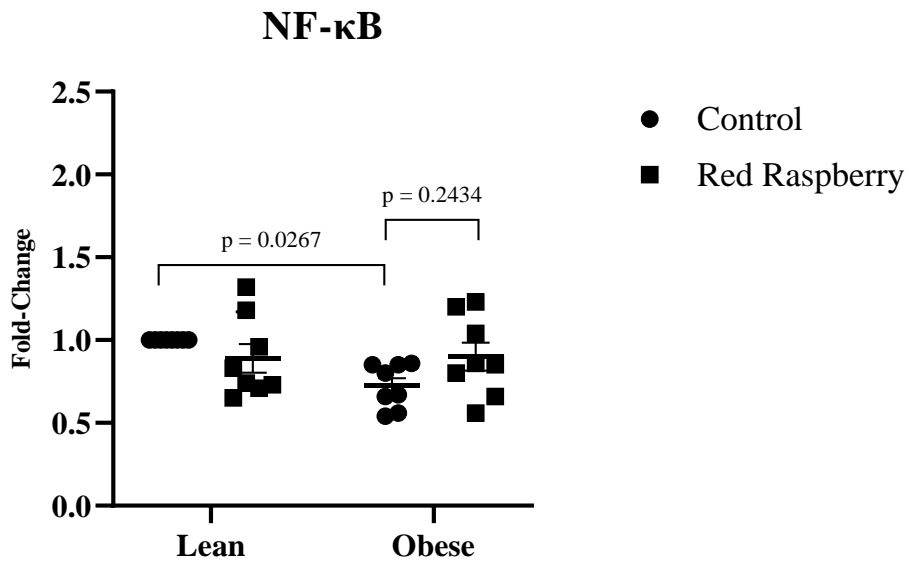 NF-κB
2.5
2.0
1.5
1.0
0.5
0.0
Fold-Change
p = 0.0267
p = 0.2434
Lean
Obese
Control
Red Raspberry